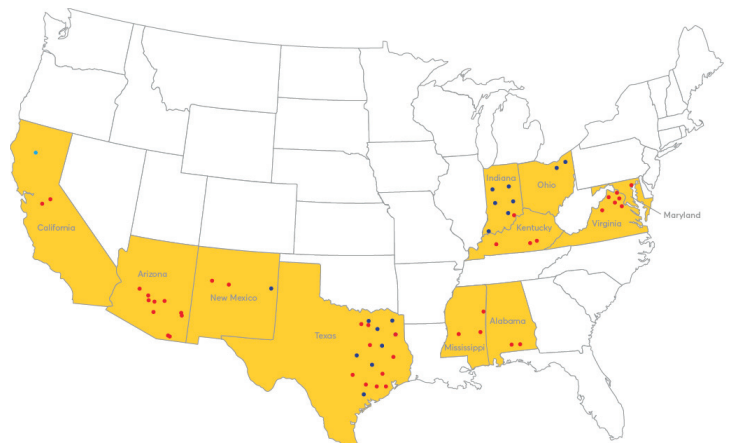 Indiana
Ohio
Maryland
Virginia
Kentucky
California
Arizona
New Mexico
Texas
Alabama
Mississippi